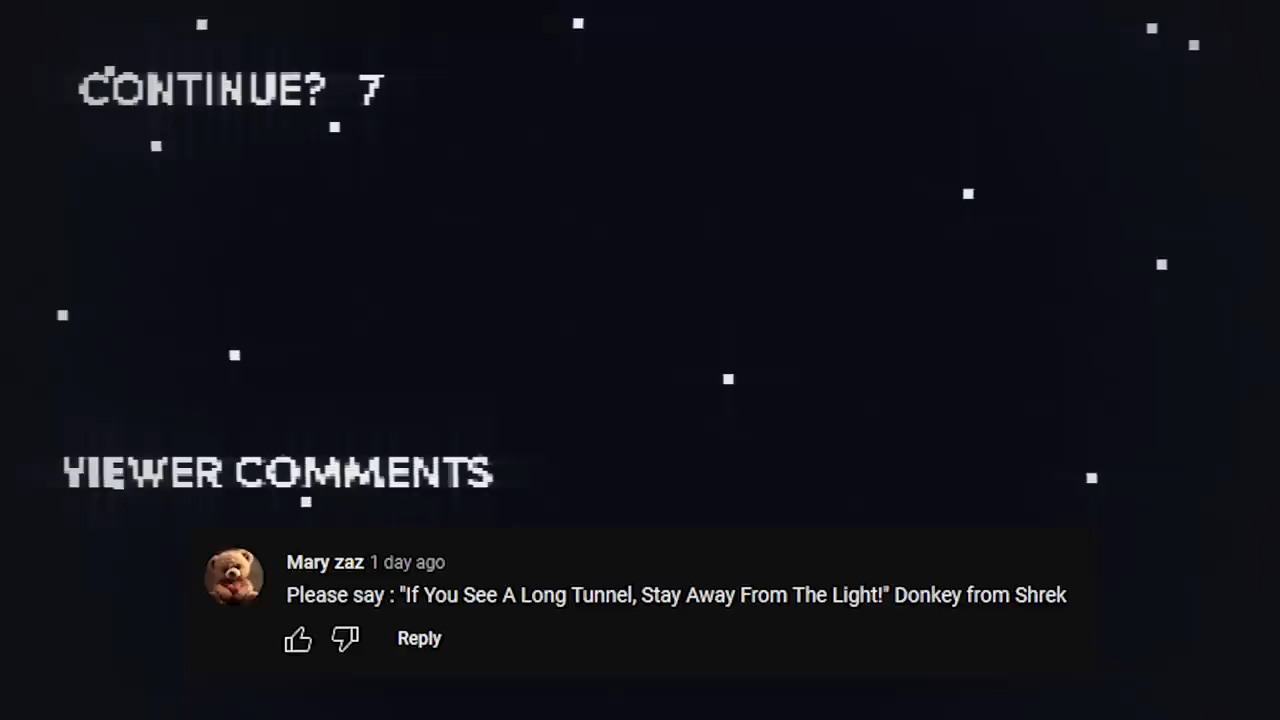 CONTINUE? 7
VIEWER COMMENTS
Mary zaz 1 day ago
Please say : "If You See A Long Tunnel, Stay Away From The Light!" Donkey from Shrek
Reply